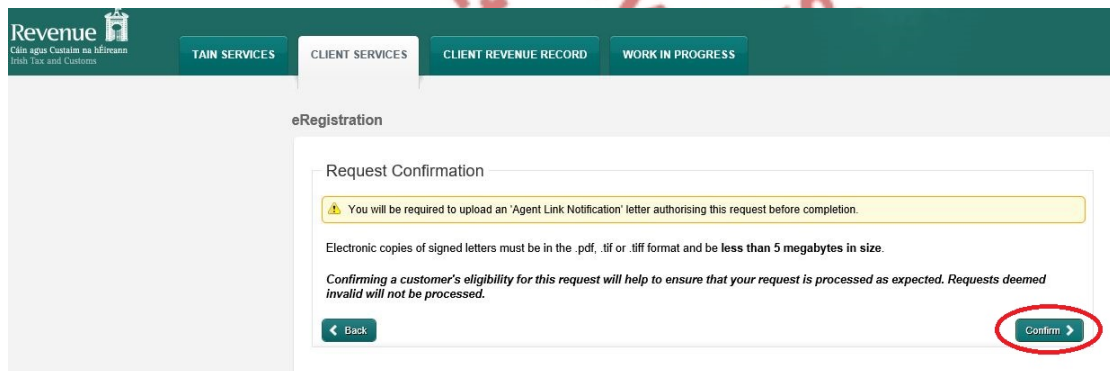 Revenue
Cáin agus Custaim na hÉireann
Irish Tax and Customs
TAIN SERVICES
CLIENT SERVICES
CLIENT REVENUE RECORD
WORK IN PROGRESS
eRegistration
Request Confirmation
You will be required to upload an 'Agent Link Notification' letter authorising this request before completion.
Electronic copies of signed letters must be in the .pdf, .tif or .tiff format and be less than 5 megabytes in size.
Confirming a customer's eligibility for this request will help to ensure that your request is processed as expected. Requests deemed
invalid will not be processed.
Back
Confirm